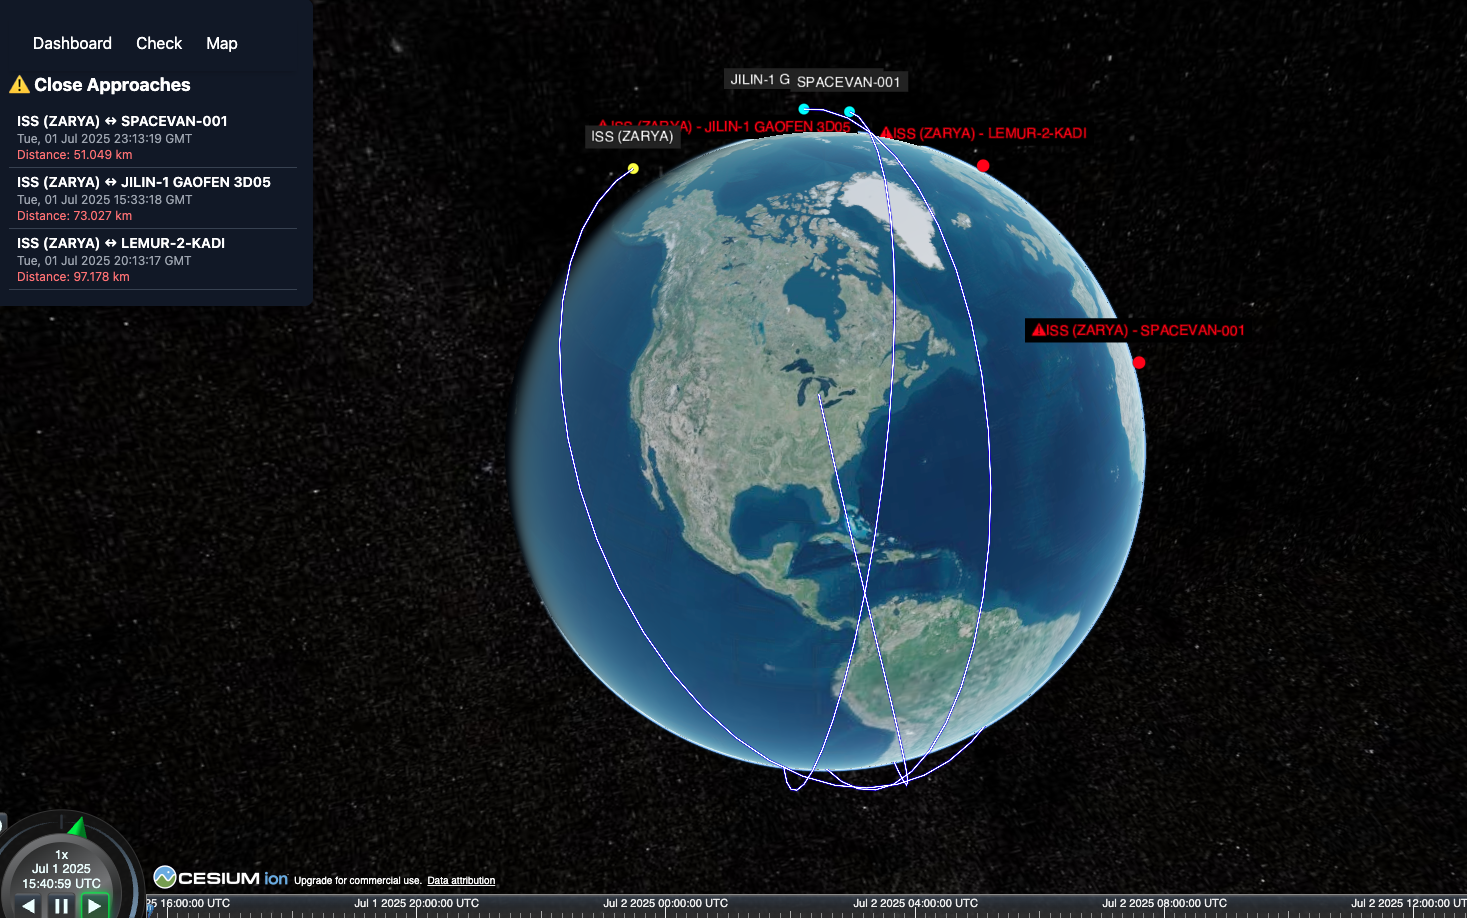 Dashboard Check Map
⚠️ Close Approaches
ISS (ZARYA) ↔ SPACEVAN-001
Tue, 01 Jul 2025 23:13:19 GMT
Distance: 51.049 km
ISS (ZARYA) ↔ JILIN-1 GAOFEN 3D05
Tue, 01 Jul 2025 15:33:18 GMT
Distance: 73.027 km
ISS (ZARYA) ↔ LEMUR-2-KADI
Tue, 01 Jul 2025 20:13:17 GMT
Distance: 97.178 km
JILIN-1 G
SPACEVAN-001
⚠ISS (ZARYA) - JILIN-1 GAOFEN 3D05
ISS (ZARYA)
⚠ISS (ZARYA) - LEMUR-2-KADI
⚠ISS (ZARYA) - SPACEVAN-001
1x
Jul 1 2025
15:40:59 UTC
CESIUM ion Upgrade for commercial use. Data attribution
25 16:00:00 UTC
Jul 1 2025 20:00:00 UTC
Jul 2 2025 00:00:00 UTC
Jul 2 2025 04:00:00 UTC
Jul 2 2025 08:00:00 UTC
Jul 2 2025 12:00:00 UT